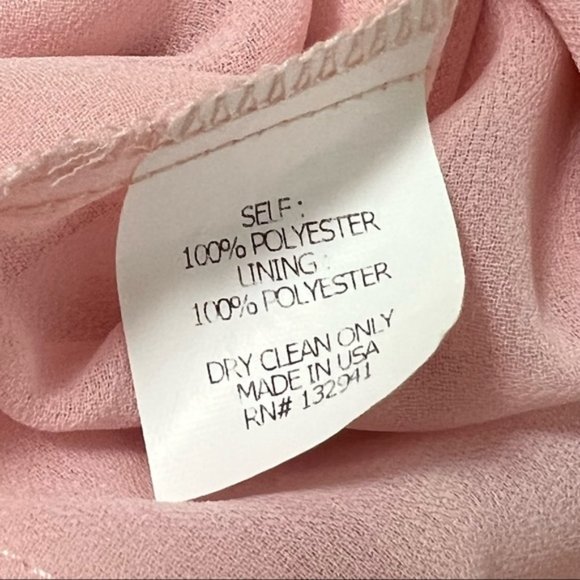 SELF :
100% POLYESTER
LINING :
100% POLYESTER
DRY CLEAN ONLY
MADE IN USA
RN# 132941